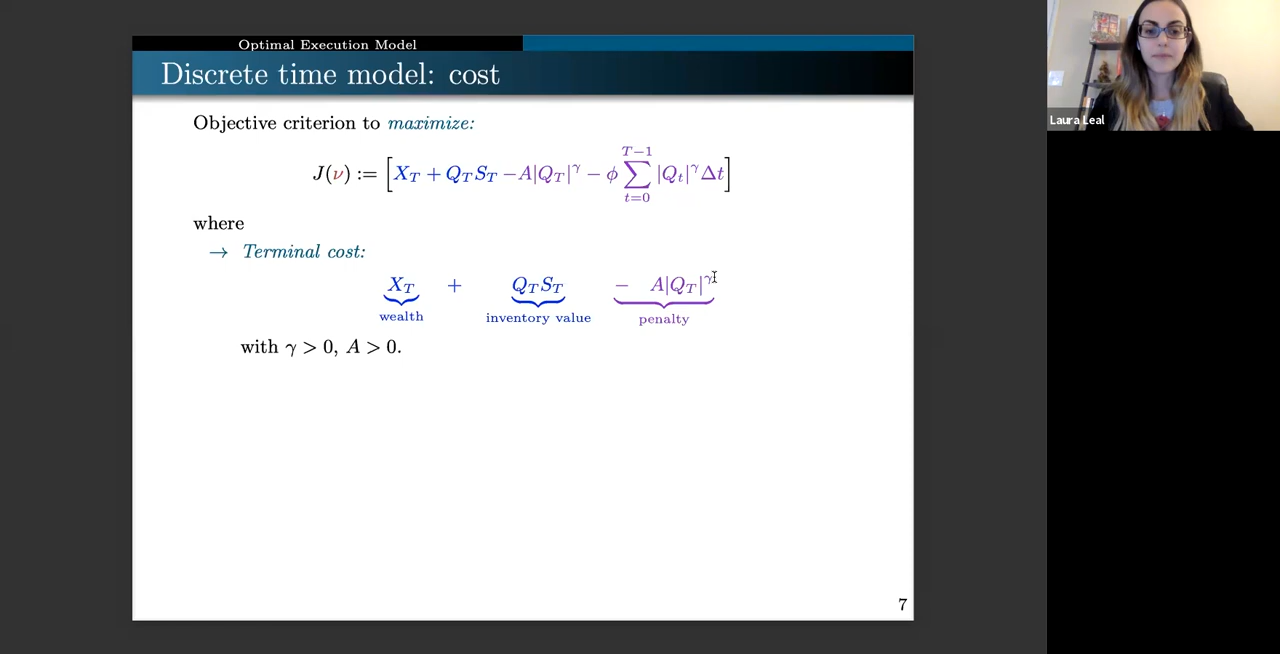 Optimal Execution Model
Discrete time model: cost
Objective criterion to maximize:
J(ν) := [X_T + Q_T S_T − A|Q_T|^γ − ϕ ∑_{t=0}^{T−1} |Q_t|^γ Δt]
where
→ Terminal cost:
X_T + Q_T S_T − A|Q_T|^γ
wealth inventory value penalty
with γ > 0, A > 0.
7
Laura Leal